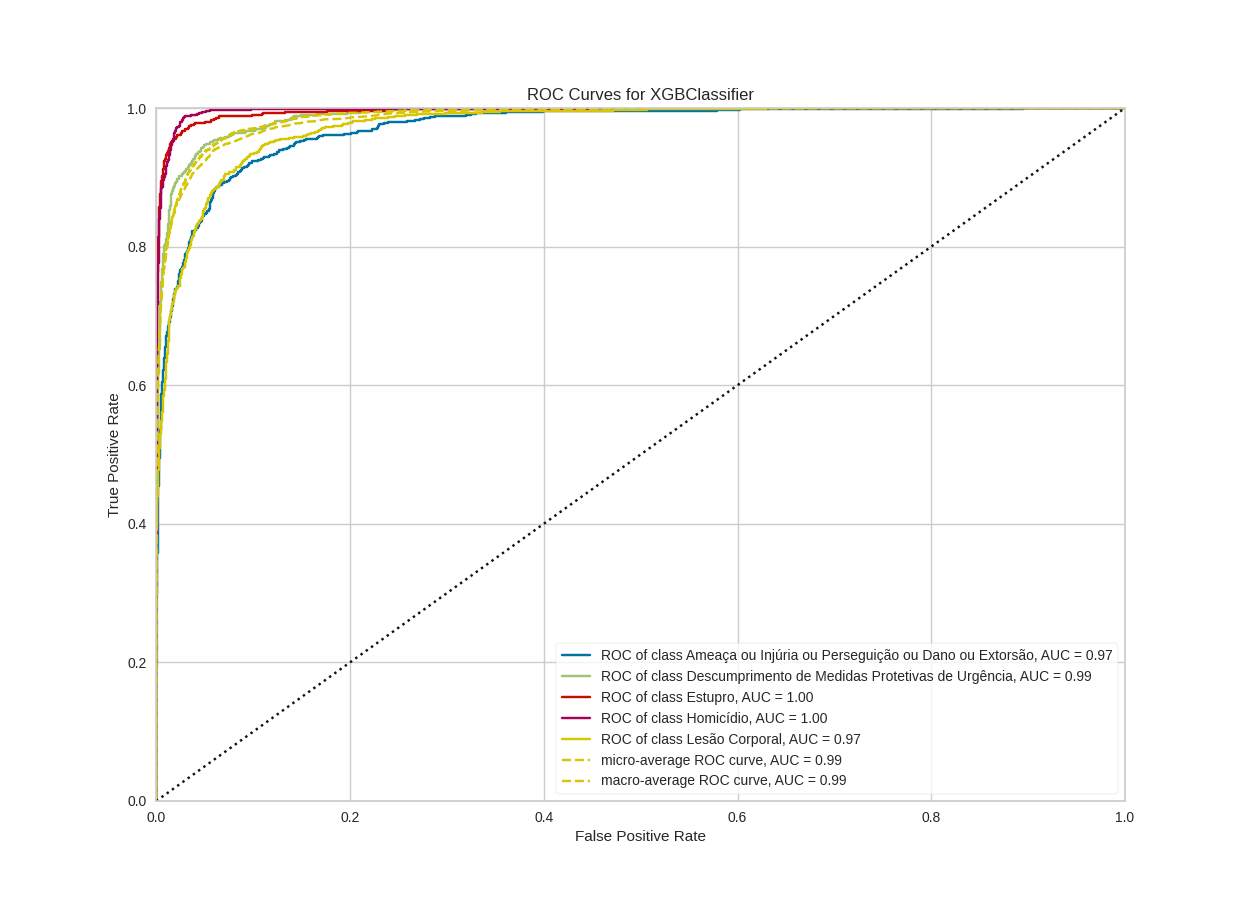 ROC Curves for XGBClassifier
1.0
0.8
0.6
0.4
0.2
0.0
True Positive Rate
ROC of class Ameaça ou Injúria ou Perseguição ou Dano ou Extorsão, AUC = 0.97
ROC of class Descumprimento de Medidas Protetivas de Urgência, AUC = 0.99
ROC of class Estupro, AUC = 1.00
ROC of class Homicídio, AUC = 1.00
ROC of class Lesão Corporal, AUC = 0.97
micro-average ROC curve, AUC = 0.99
macro-average ROC curve, AUC = 0.99
0.0 0.2 0.4 0.6 0.8 1.0
False Positive Rate